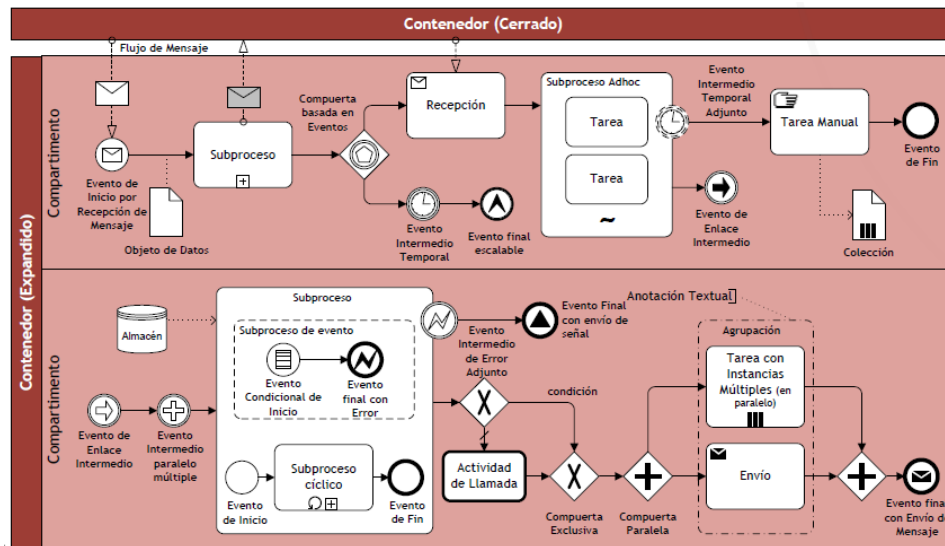 Contenedor (Cerrado)
Flujo de Mensaje
Contenedor (Expandido)
Compartimento
Evento de
Inicio por
Recepción de
Mensaje
Objeto de Datos
Subproceso
Compuerta
basada en
Eventos
Recepción
Evento
Intermedio
Temporal
Evento final
escalable
Subproceso Adhoc
Tarea
Tarea
Evento
Intermedio
Temporal
Adjunto
Evento de
Enlace
Intermedio
Tarea Manual
Colección
Evento
de Fin
Compartimento
Almacén
Evento de
Enlace
Intermedio
Evento
Intermedio
paralelo
múltiple
Subproceso
Subproceso de evento
Evento
Condicional de
Inicio
Evento
final con
Error
Evento
de Inicio
Subproceso
cíclico
Evento
de Fin
Evento
Intermedio
de Error
Adjunto
Evento Final
con envío de
señal
condición
Actividad
de Llamada
Compuerta
Exclusiva
Compuerta
Paralela
Anotación Textual
Agrupación
Tarea con
Instancias
Múltiples (en
paralelo)
Envío
Evento final
con Envío de
Mensaje